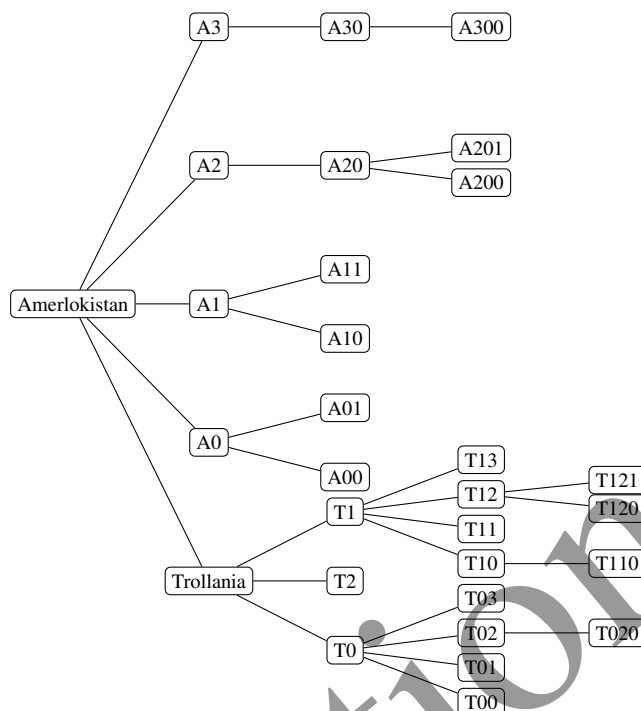 A3 A30 A300
A201
A2 A20
A200
A11
Amerlokistan A1
A10
A01
A0
T13
A00
T121
T12
T1
T120
T11
T10 T110
Trollania T2
T03
T02 T020
T0
T01
T00